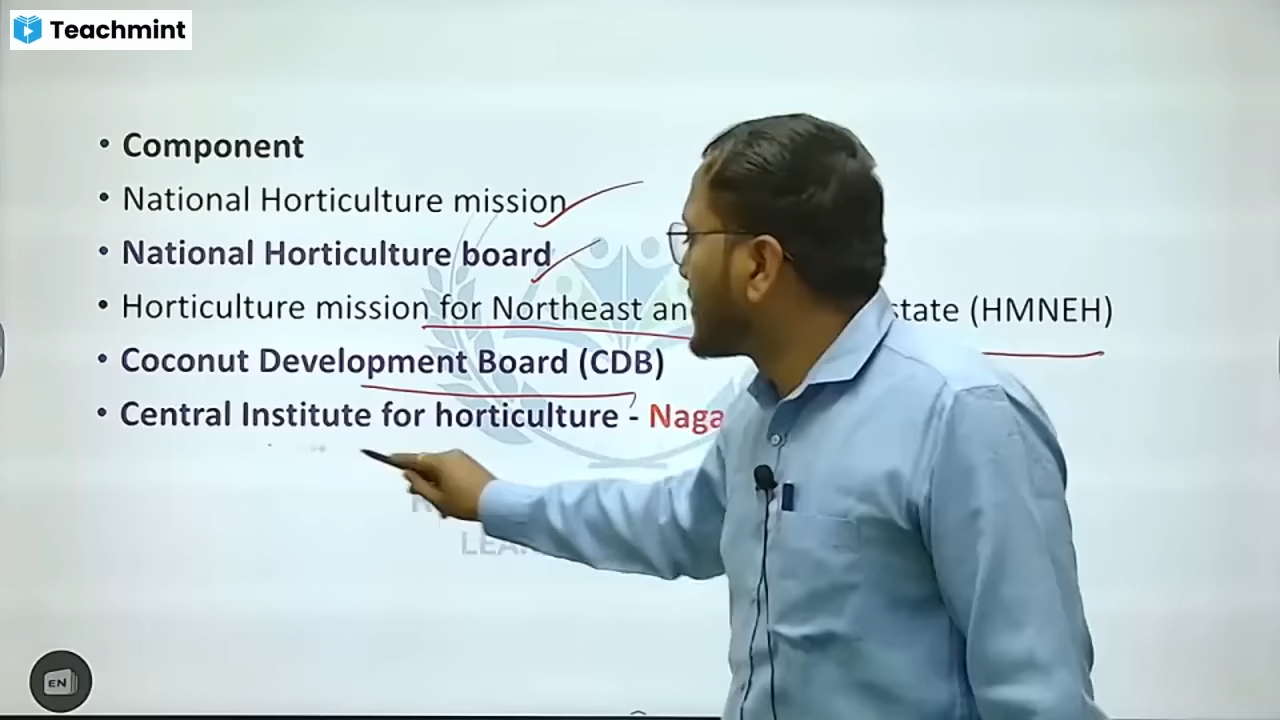 Teachmint
• Component
• National Horticulture mission
• National Horticulture board
• Horticulture mission for Northeast an state (HMNEH)
• Coconut Development Board (CDB)
• Central Institute for horticulture - Naga
EN